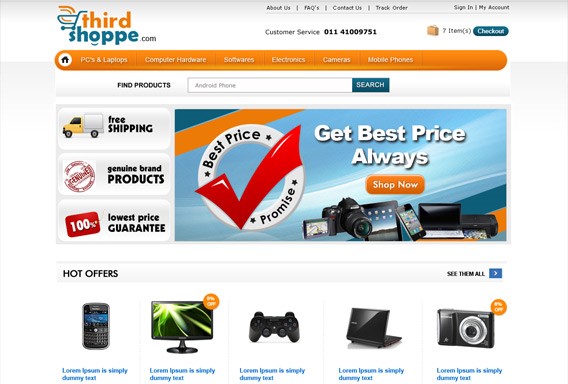 third
shoppe.com
About Us | FAQ's | Contact Us | Track Order
Sign In | My Account
Customer Service 011 41009751
7 Item(s) Checkout
PC's & Laptops Computer Hardware Softwares Electronics Cameras Mobile Phones
FIND PRODUCTS Android Phone SEARCH
free
SHIPPING
GENUINE
genuine brand
PRODUCTS
100%
lowest price
GUARANTEE
Best Price
Promise
Get Best Price
Always
Shop Now
HOT OFFERS
SEE THEM ALL
OFF
OFF
Lorem Ipsum is simply
dummy text
Lorem Ipsum is simply
dummy text
Lorem Ipsum is simply
dummy text
Lorem Ipsum is simply
dummy text
Lorem Ipsum is simply
dummy text